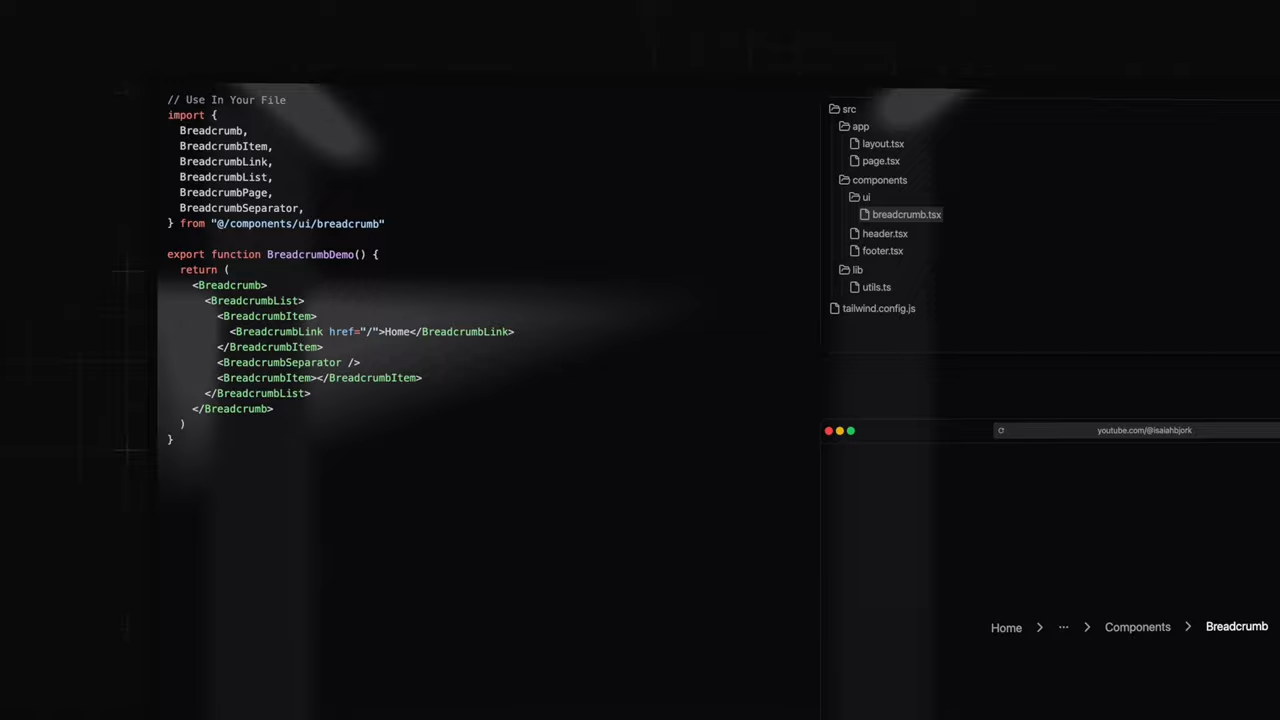 // Use In Your File
import {
  Breadcrumb,
  BreadcrumbItem,
  BreadcrumbLink,
  BreadcrumbList,
  BreadcrumbPage,
  BreadcrumbSeparator,
} from "@/components/ui/breadcrumb"

export function BreadcrumbDemo() {
  return (
    <Breadcrumb>
      <BreadcrumbList>
        <BreadcrumbItem>
          <BreadcrumbLink href="/">Home</BreadcrumbLink>
        </BreadcrumbItem>
        <BreadcrumbSeparator />
        <BreadcrumbItem></BreadcrumbItem>
      </BreadcrumbList>
    </Breadcrumb>
  )
}
src
app
layout.tsx
page.tsx
components
ui
breadcrumb.tsx
header.tsx
footer.tsx
lib
utils.ts
tailwind.config.js
youtube.com/@isaiahbjork
Home > ··· > Components > Breadcrumb